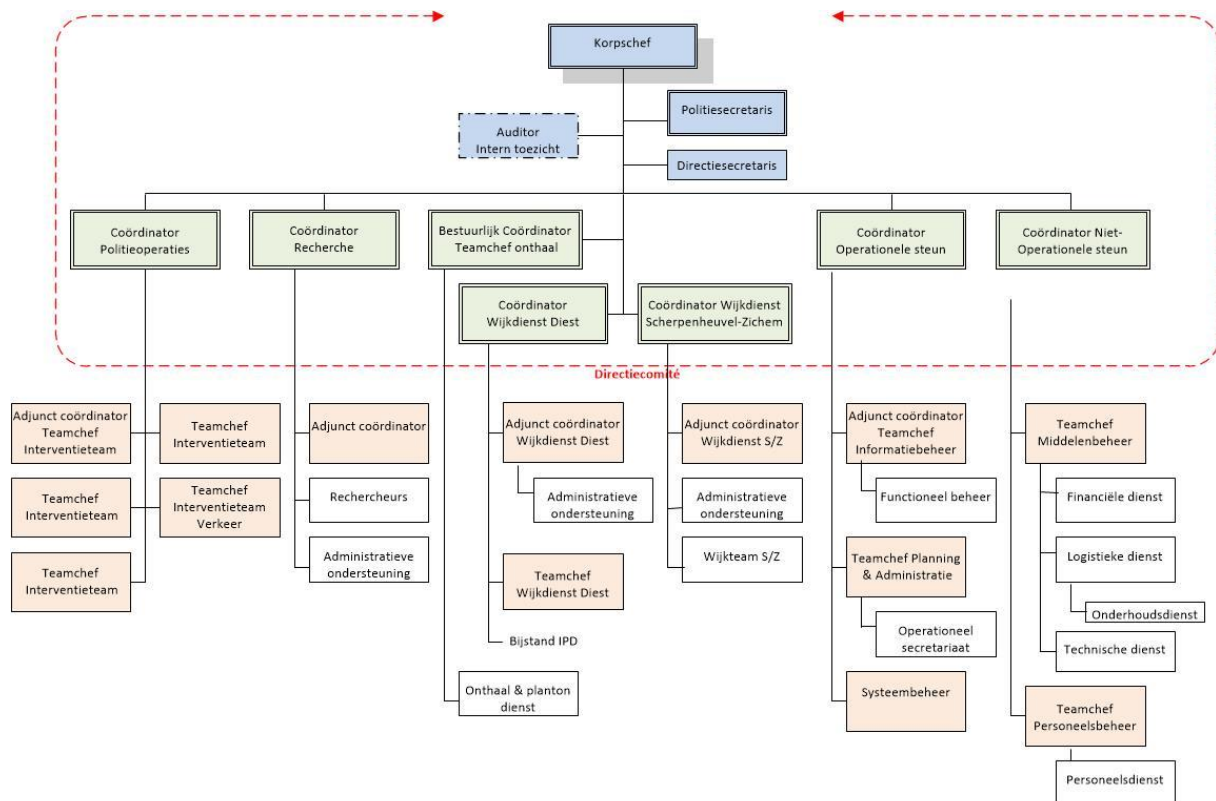 Korpschef
Politiesecretaris
Auditor
Intern toezicht
Directiesecretaris
Coördinator
Politieoperaties
Coördinator
Recherche
Bestuurlijk Coördinator
Teamchef onthaal
Coördinator
Operationele steun
Coördinator Niet-
Operationele steun
Coördinator
Wijkdienst Diest
Coördinator Wijkdienst
Scherpenheuvel-Zichem
Directiecomité
Adjunct coördinator
Teamchef
Interventieteam
Teamchef
Interventieteam
Adjunct coördinator
Adjunct coördinator
Wijkdienst Diest
Adjunct coördinator
Wijkdienst S/Z
Adjunct coördinator
Teamchef
Informatiebeheer
Teamchef
Middelenbeheer
Teamchef
Interventieteam
Teamchef
Interventieteam
Verkeer
Rechercheurs
Administratieve
ondersteuning
Administratieve
ondersteuning
Functioneel beheer
Financiële dienst
Teamchef
Interventieteam
Administratieve
ondersteuning
Teamchef
Wijkdienst Diest
Wijkteam S/Z
Teamchef Planning
& Administratie
Logistieke dienst
Onderhoudsdienst
Bijstand IPD
Operationeel
secretariaat
Technische dienst
Onthaal & planton
dienst
Systeembeheer
Teamchef
Personeelsbeheer
Personeelsdienst